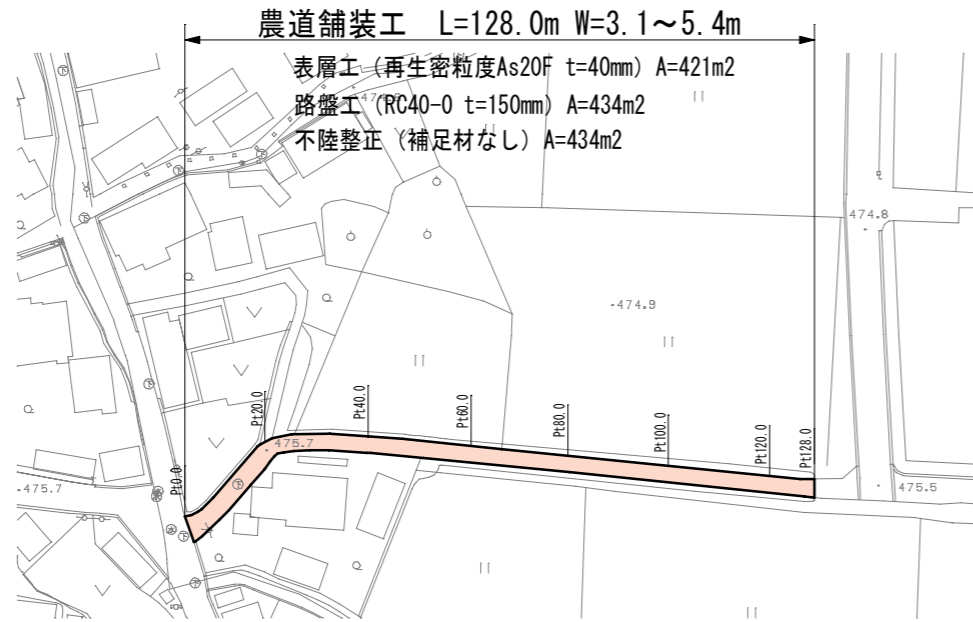 農道舗装工 L=128.0m W=3.1～5.4m
表層工（再生密粒度As20F t=40mm）A=421m2
路盤工（RC40-0 t=150mm）A=434m2
不陸整正（補足材なし）A=434m2
474.8
474.9
Pt0.0
Pt20.0
Pt40.0
Pt60.0
Pt80.0
Pt100.0
Pt120.0
Pt128.0
475.7
475.7
475.5